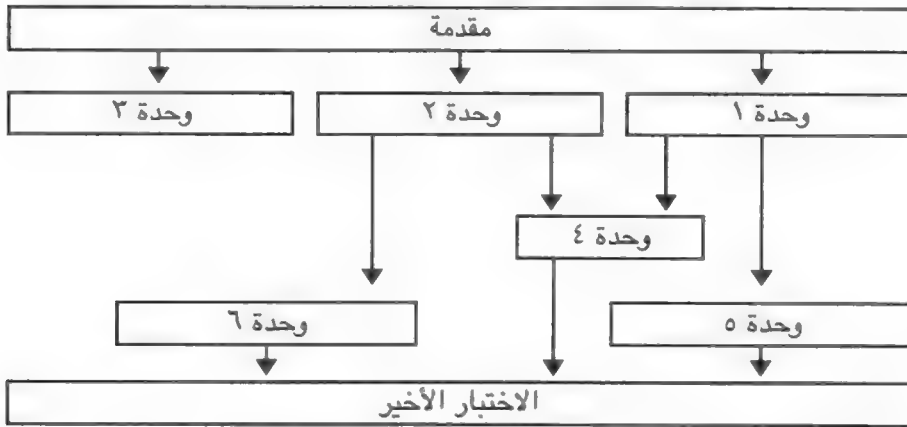 مقدمة
وحدة ١
وحدة ٢
وحدة ٣
وحدة ٤
وحدة ٥
وحدة ٦
الاختبار الأخير